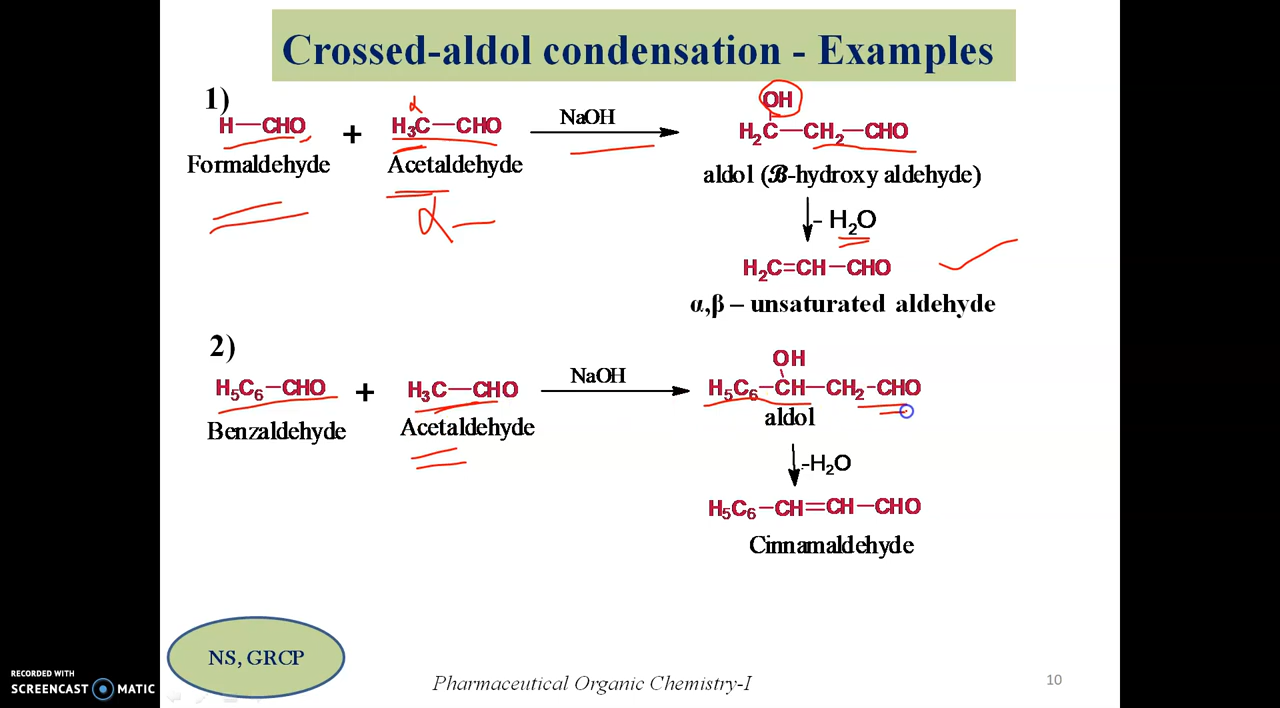 Crossed-aldol condensation - Examples
1)
α
OH
H—CHO + H₃C—CHO NaOH H₂C—CH₂—CHO
Formaldehyde Acetaldehyde aldol (ℬ-hydroxy aldehyde)
α
- H₂O
H₂C=CH—CHO
α,β – unsaturated aldehyde
2)
OH
H₅C₆—CHO + H₃C—CHO NaOH H₅C₆—CH—CH₂-CHO
Benzaldehyde Acetaldehyde aldol
-H₂O
H₅C₆—CH=CH—CHO
Cinnamaldehyde
NS, GRCP
Pharmaceutical Organic Chemistry-I
10
RECORDED WITH
SCREENCAST MATIC